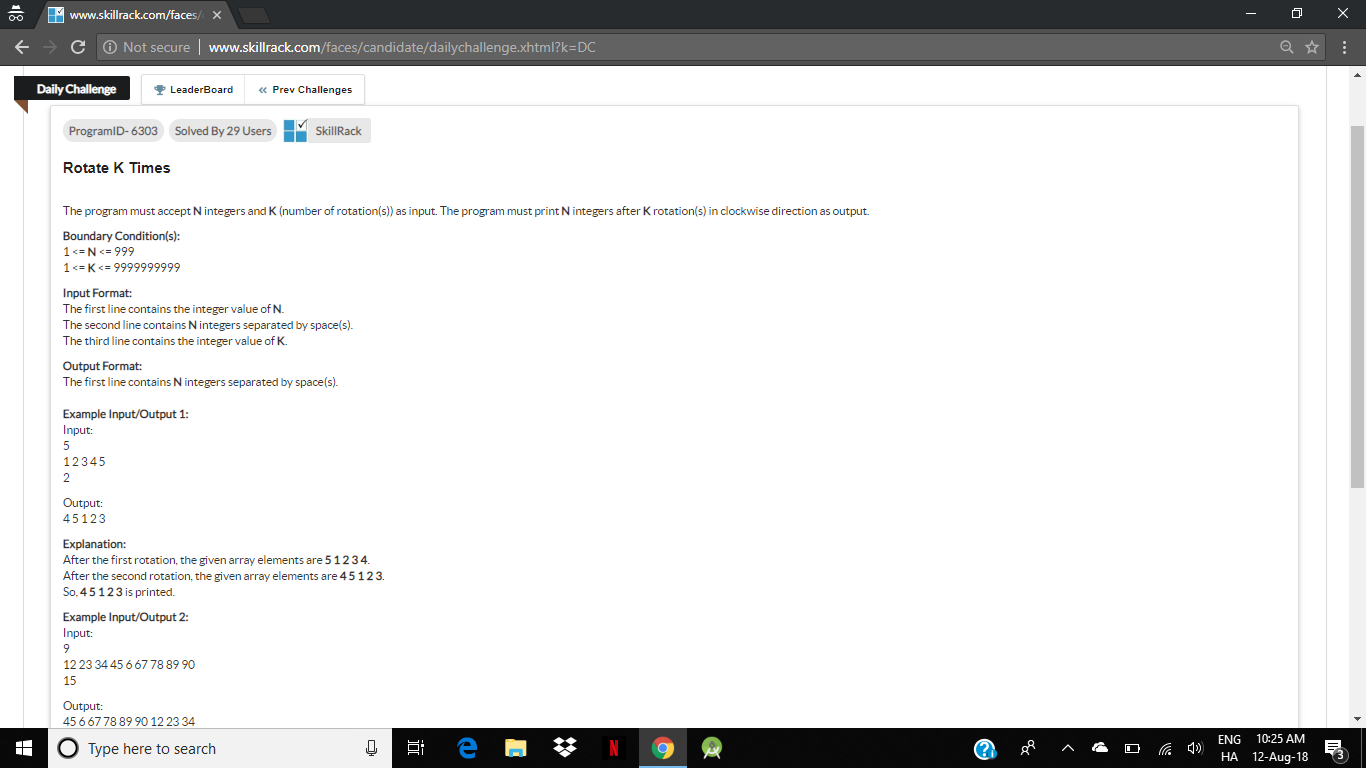 www.skillrack.com/faces/
Not secure | www.skillrack.com/faces/candidate/dailychallenge.xhtml?k=DC
Daily Challenge
LeaderBoard
Prev Challenges
ProgramID- 6303
Solved By 29 Users
SkillRack
Rotate K Times
The program must accept N integers and K (number of rotation(s)) as input. The program must print N integers after K rotation(s) in clockwise direction as output.
Boundary Condition(s):
1 <= N <= 999
1 <= K <= 9999999999
Input Format:
The first line contains the integer value of N.
The second line contains N integers separated by space(s).
The third line contains the integer value of K.
Output Format:
The first line contains N integers separated by space(s).
Example Input/Output 1:
Input:
5
1 2 3 4 5
2
Output:
4 5 1 2 3
Explanation:
After the first rotation, the given array elements are 5 1 2 3 4.
After the second rotation, the given array elements are 4 5 1 2 3.
So, 4 5 1 2 3 is printed.
Example Input/Output 2:
Input:
9
12 23 34 45 6 67 78 89 90
15
Output:
45 6 67 78 89 90 12 23 34
Type here to search
ENG
HA
10:25 AM
12-Aug-18
3